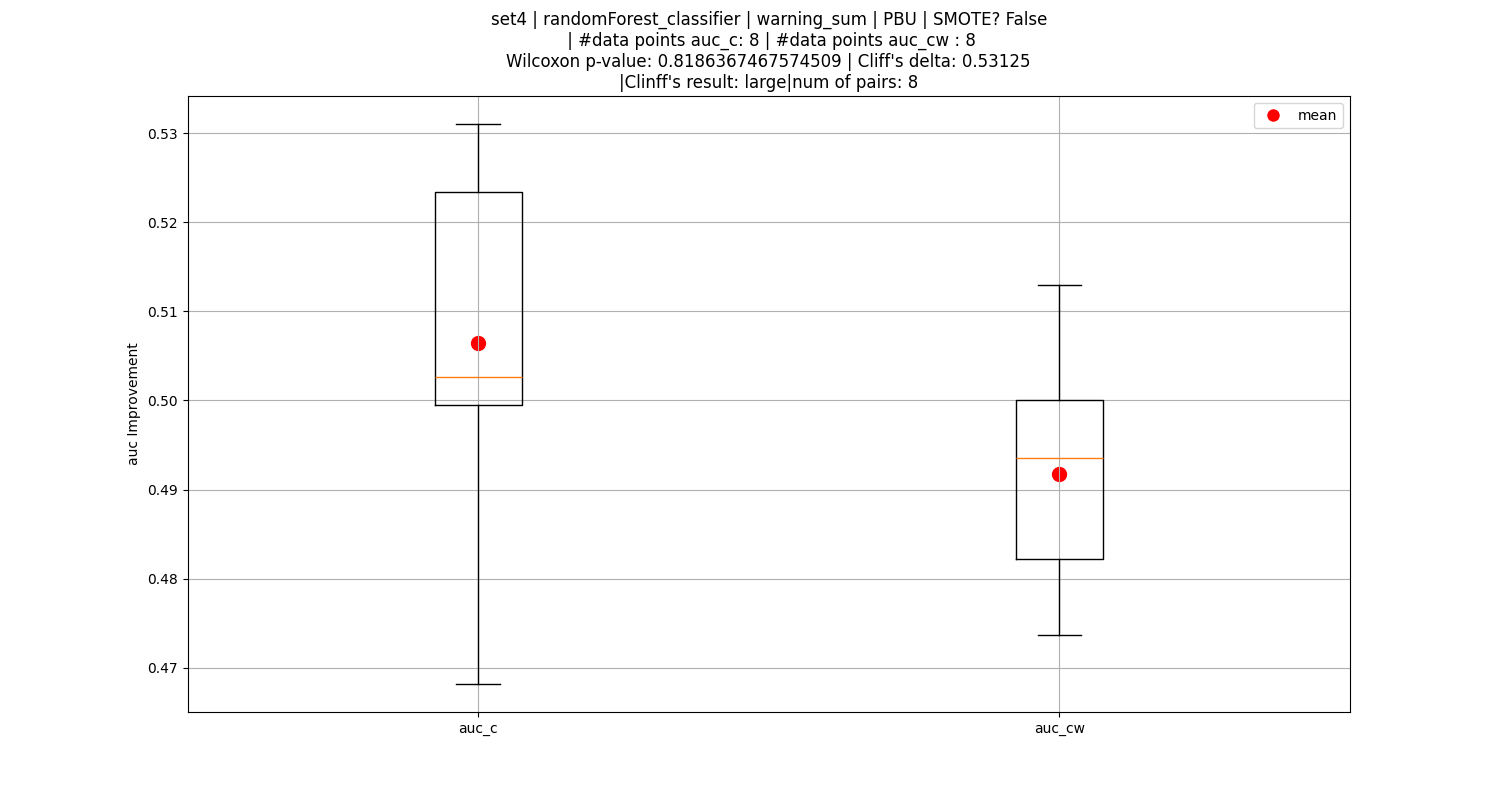 set4 | randomForest_classifier | warning_sum | PBU | SMOTE? False
| #data points auc_c: 8 | #data points auc_cw : 8
Wilcoxon p-value: 0.8186367467574509 | Cliff's delta: 0.53125
|Clinff's result: large|num of pairs: 8
mean
0.53
0.52
0.51
0.50
0.49
0.48
0.47
auc Improvement
auc_c
auc_cw